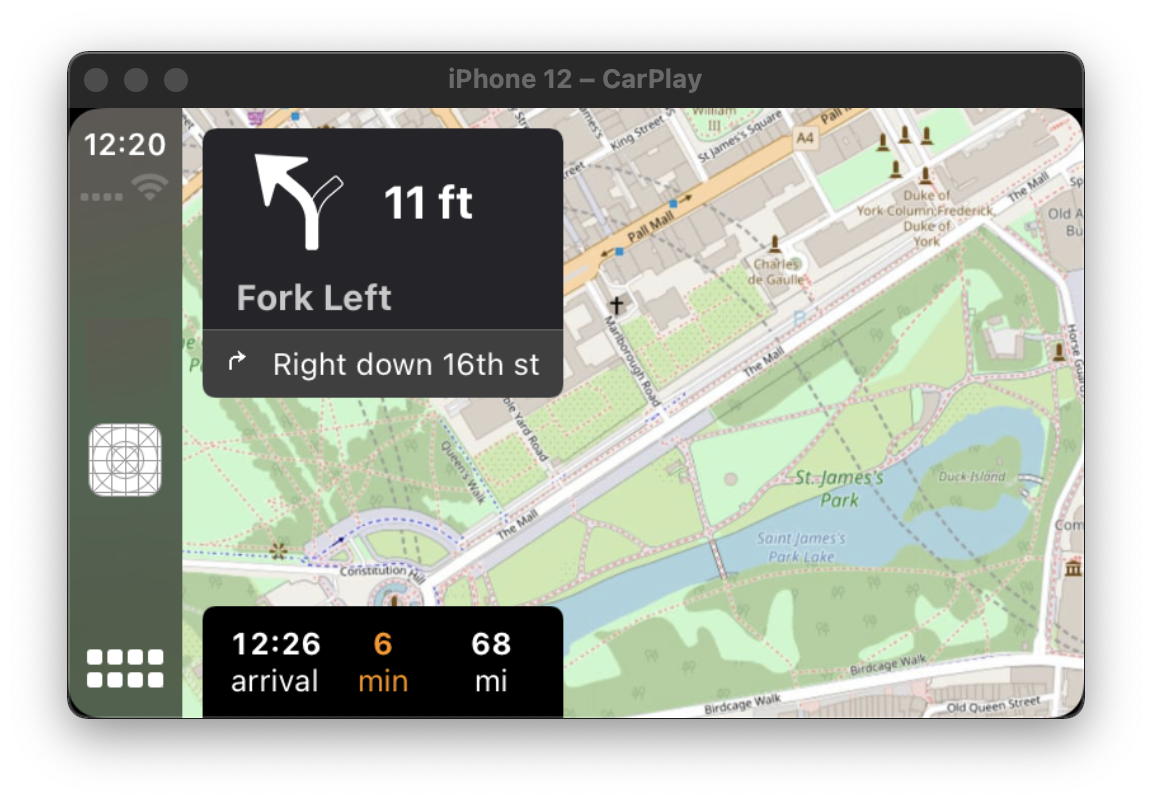 iPhone 12 – CarPlay
12:20
11 ft
Fork Left
Right down 16th st
12:26
arrival
6
min
68
mi
William
III
King Street
St James's Square
A4
Pall Mall
Duke of
York Column;Frederick,
Duke of
York
The Mall
Charles
de Gaulle
Marlborough Road
The Mall
Queen's Walk
The Mall
St. James's
Park
Duck Island
Saint James's
Park Lake
Constitution Hill
Birdcage Walk
Birdcage Walk
Old Queen Street